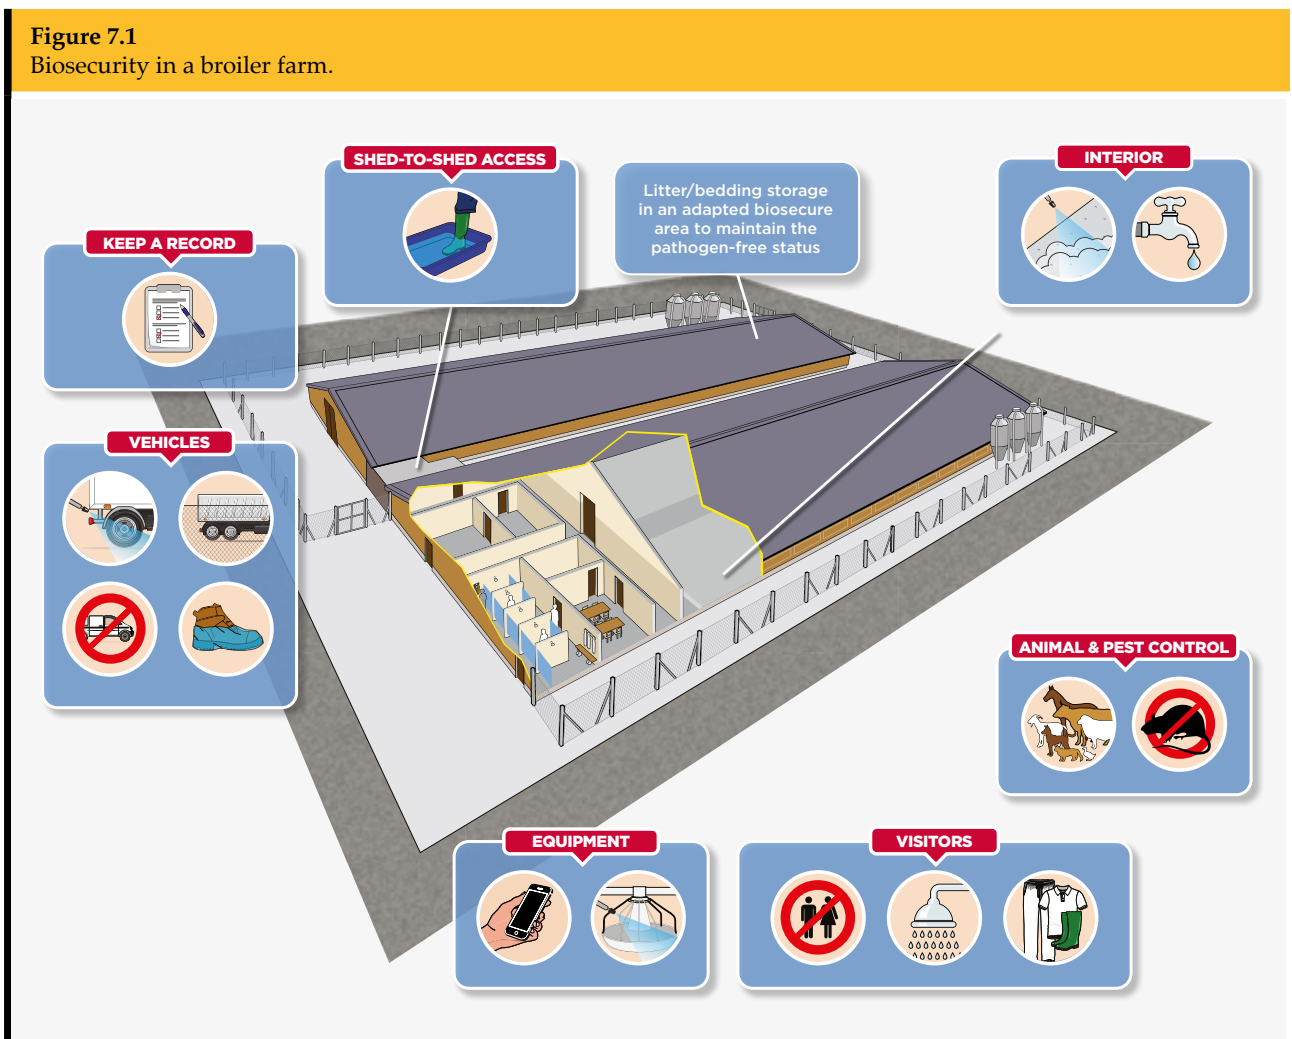 Figure 7.1
Biosecurity in a broiler farm.
SHED-TO-SHED ACCESS
Litter/bedding storage
in an adapted biosecure
area to maintain the
pathogen-free status
INTERIOR
KEEP A RECORD
VEHICLES
ANIMAL & PEST CONTROL
EQUIPMENT
VISITORS